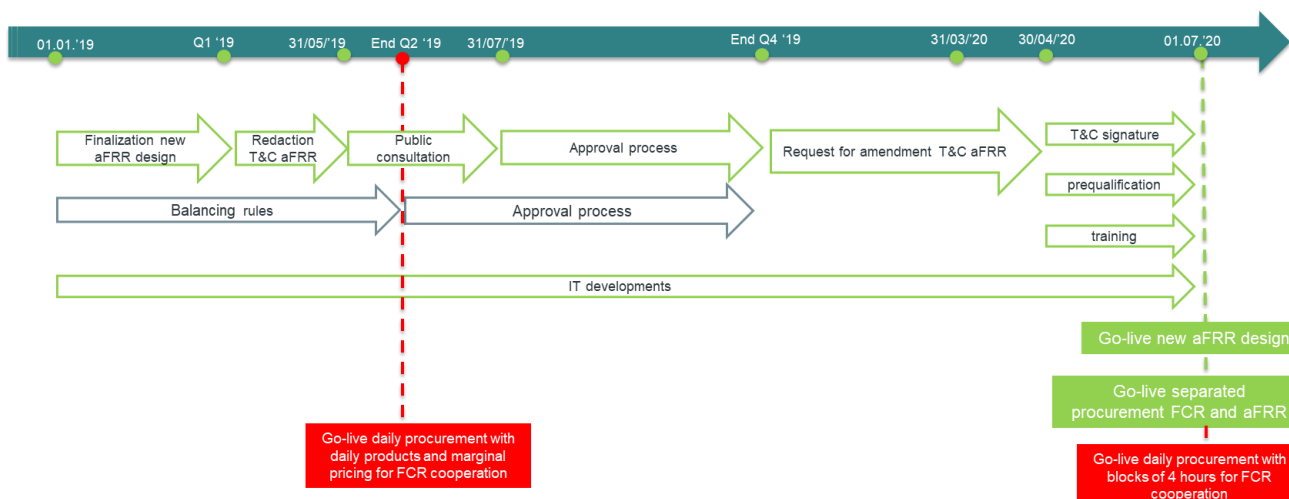 01.01.'19
Q1 '19
31/05/'19
End Q2 '19
31/07/'19
End Q4 '19
31/03/'20
30/04/'20
01.07.'20
Finalization new
aFRR design
Redaction
T&C aFRR
Public
consultation
Approval process
Request for amendment T&C aFRR
T&C signature
Balancing rules
Approval process
prequalification
training
IT developments
Go-live new aFRR design
Go-live separated
procurement FCR and aFRR
Go-live daily procurement with
daily products and marginal
pricing for FCR cooperation
Go-live daily procurement with
blocks of 4 hours for FCR
cooperation